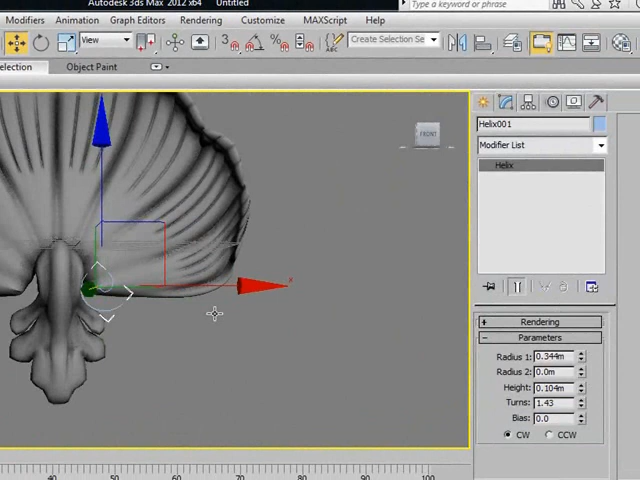 Autodesk 3ds Max 2012 x64 Untitled
Type a keyword or phrase
Modifiers Animation Graph Editors Rendering Customize MAXScript Help
View 3 % Create Selection Se
election Object Paint
FRONT
x
Helix001
Modifier List
Helix
+ Rendering
- Parameters
Radius 1: 0.344m
Radius 2: 0.0m
Height: 0.104m
Turns: 1.43
Bias: 0.0
CW CCW
40 50 60 70 80 90 100